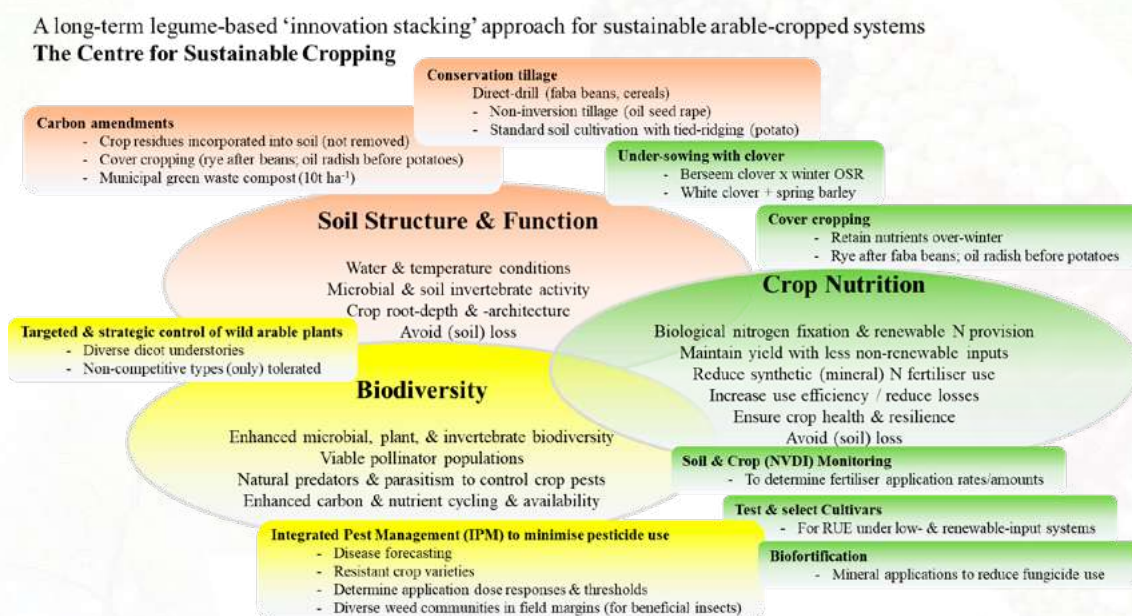 A long-term legume-based ‘innovation stacking’ approach for sustainable arable-cropped systems
The Centre for Sustainable Cropping
Conservation tillage
Direct-drill (faba beans, cereals)
- Non-inversion tillage (oil seed rape)
- Standard soil cultivation with tied-ridging (potato)
Carbon amendments
- Crop residues incorporated into soil (not removed)
- Cover cropping (rye after beans; oil radish before potatoes)
- Municipal green waste compost (10t ha⁻¹)
Under-sowing with clover
- Berseem clover x winter OSR
- White clover + spring barley
Cover cropping
- Retain nutrients over-winter
- Rye after faba beans; oil radish before potatoes
Soil Structure & Function
Water & temperature conditions
Microbial & soil invertebrate activity
Crop root-depth & -architecture
Avoid (soil) loss
Crop Nutrition
Biological nitrogen fixation & renewable N provision
Maintain yield with less non-renewable inputs
Reduce synthetic (mineral) N fertiliser use
Increase use efficiency / reduce losses
Ensure crop health & resilience
Avoid (soil) loss
Targeted & strategic control of wild arable plants
- Diverse dicot understories
- Non-competitive types (only) tolerated
Biodiversity
Enhanced microbial, plant, & invertebrate biodiversity
Viable pollinator populations
Natural predators & parasitism to control crop pests
Enhanced carbon & nutrient cycling & availability
Soil & Crop (NVDI) Monitoring
- To determine fertiliser application rates/amounts
Test & select Cultivars
- For RUE under low- & renewable-input systems
Biofortification
- Mineral applications to reduce fungicide use
Integrated Pest Management (IPM) to minimise pesticide use
- Disease forecasting
- Resistant crop varieties
- Determine application dose responses & thresholds
- Diverse weed communities in field margins (for beneficial insects)